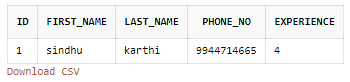 ID FIRST_NAME LAST_NAME PHONE_NO EXPERIENCE
1 sindhu karthi 9944714665 4
Download CSV